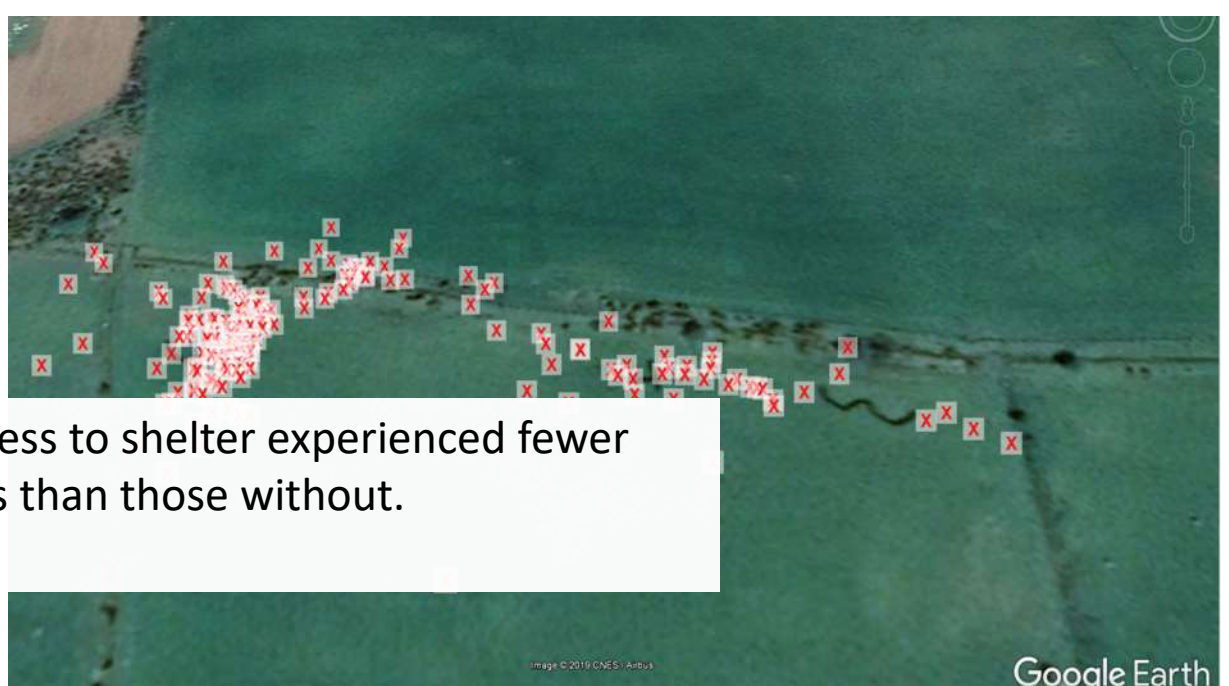 ess to shelter experienced fewer
s than those without.
Image © 2019 CNES / Airbus
Google Earth